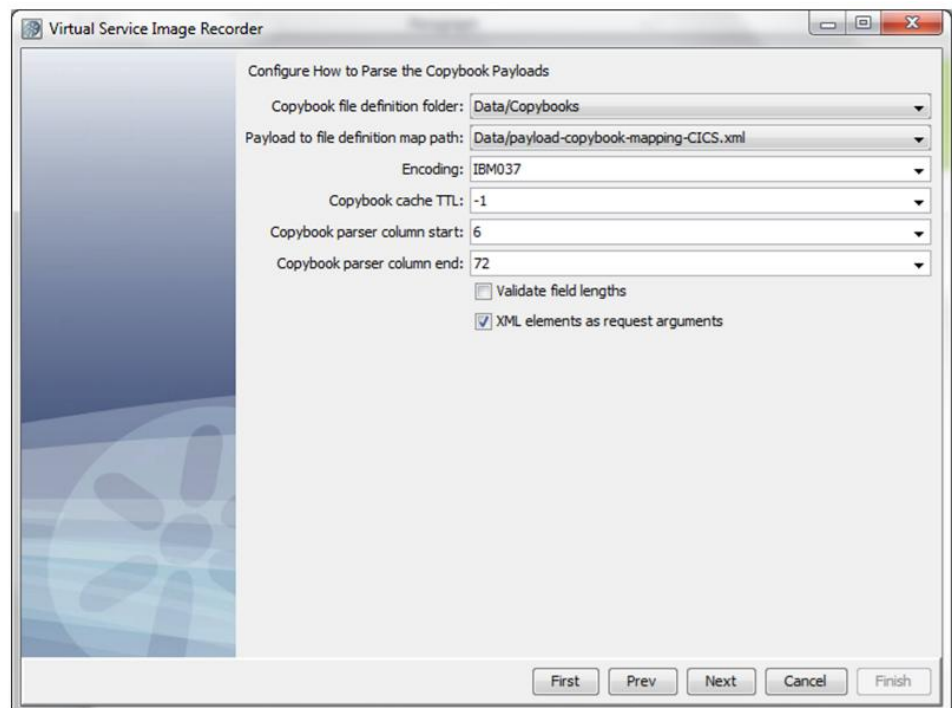 Virtual Service Image Recorder
Configure How to Parse the Copybook Payloads
Copybook file definition folder: Data/Copybooks
Payload to file definition map path: Data/payload-copybook-mapping-CICS.xml
Encoding: IBM037
Copybook cache TTL: -1
Copybook parser column start: 6
Copybook parser column end: 72
Validate field lengths
XML elements as request arguments
First Prev Next Cancel Finish